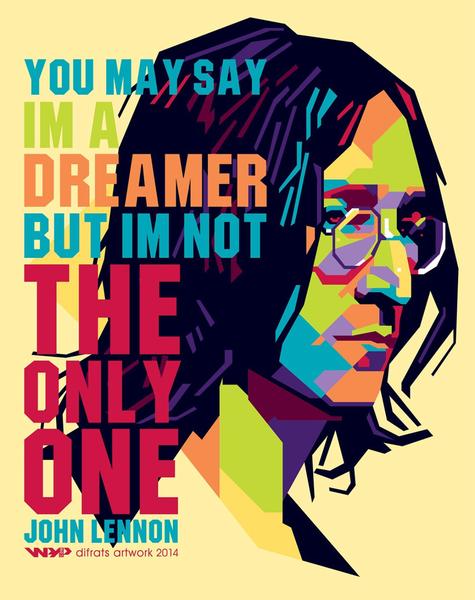 YOU MAY SAY
IM A
DREAMER
BUT IM NOT
THE
ONLY
ONE
JOHN LENNON
WPAP difrats artwork 2014